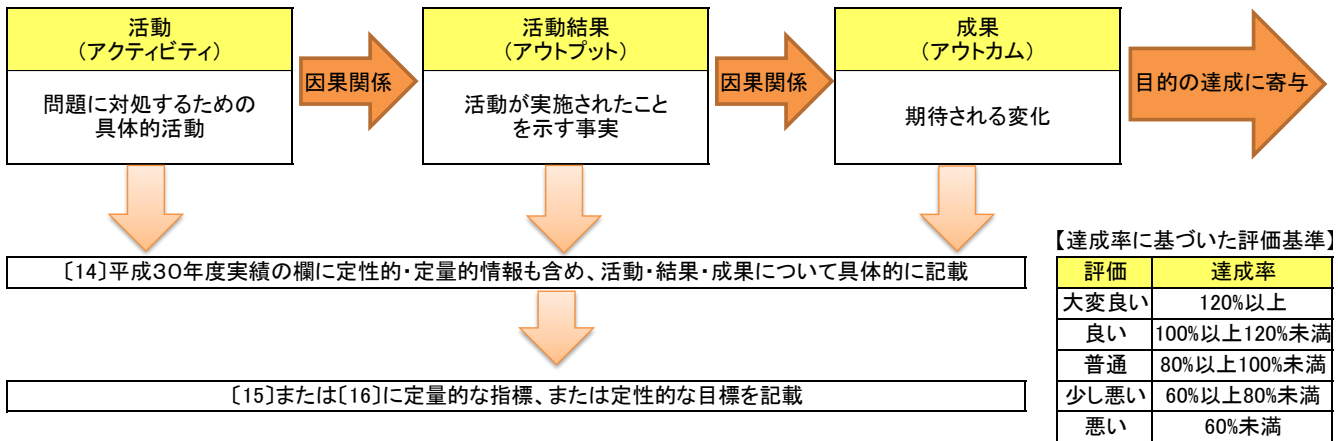 活動
（アクティビティ）
問題に対処するための
具体的活動
因果関係
活動結果
（アウトプット）
活動が実施されたこと
を示す事実
因果関係
成果
（アウトカム）
期待される変化
目的の達成に寄与
〔14〕平成３０年度実績の欄に定性的・定量的情報も含め、活動・結果・成果について具体的に記載
〔15〕または〔16〕に定量的な指標、または定性的な目標を記載
【達成率に基づいた評価基準】
評価 達成率
大変良い 120%以上
良い 100%以上120%未満
普通 80%以上100%未満
少し悪い 60%以上80%未満
悪い 60%未満